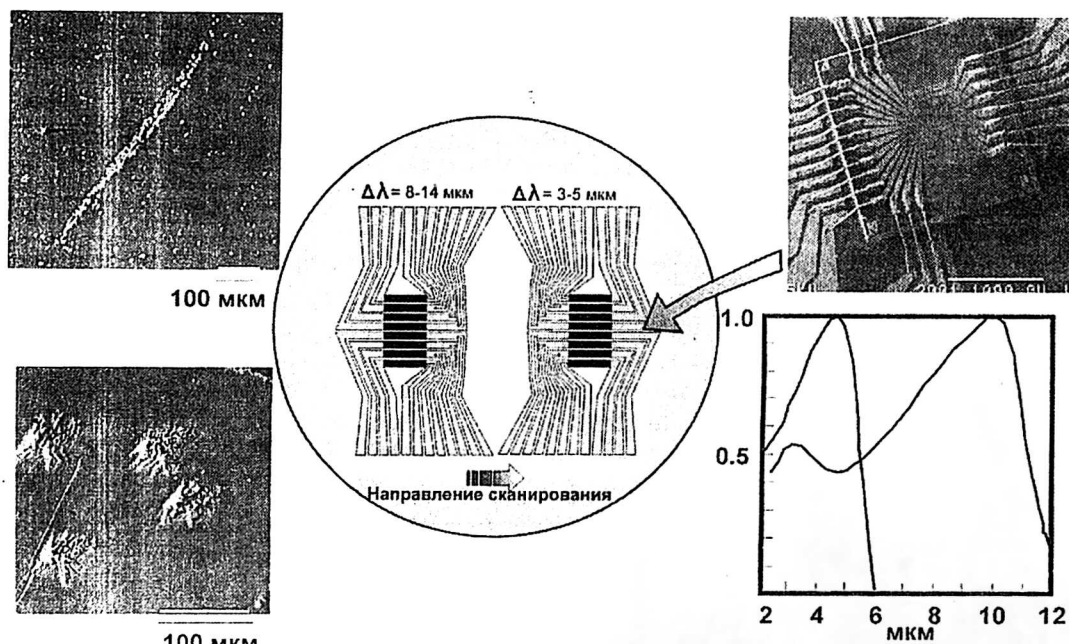 100 мкм
Δλ= 8-14 мкм
Δλ= 3-5 мкм
Направление сканирования
1.0
0.5
2 4 6 8 10 12
мкм
100 мкм